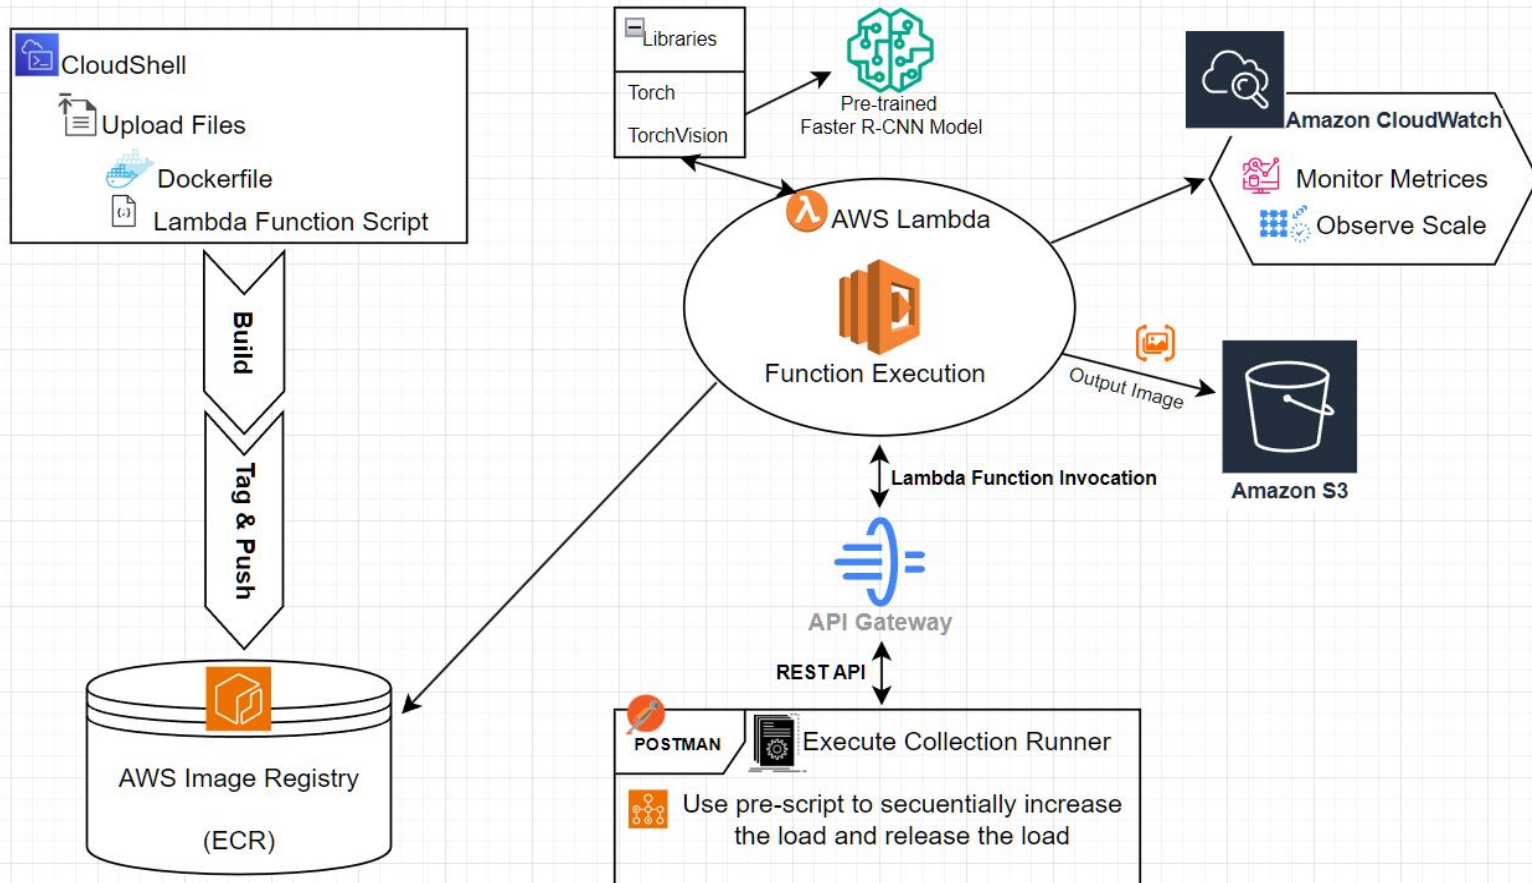 CloudShell
Upload Files
Dockerfile
Lambda Function Script
Build
Tag & Push
AWS Image Registry
(ECR)
Libraries
Torch
TorchVision
Pre-trained
Faster R-CNN Model
AWS Lambda
Function Execution
Amazon CloudWatch
Monitor Metrices
Observe Scale
Output Image
Amazon S3
Lambda Function Invocation
API Gateway
REST API
POSTMAN
Execute Collection Runner
Use pre-script to secuentially increase
the load and release the load